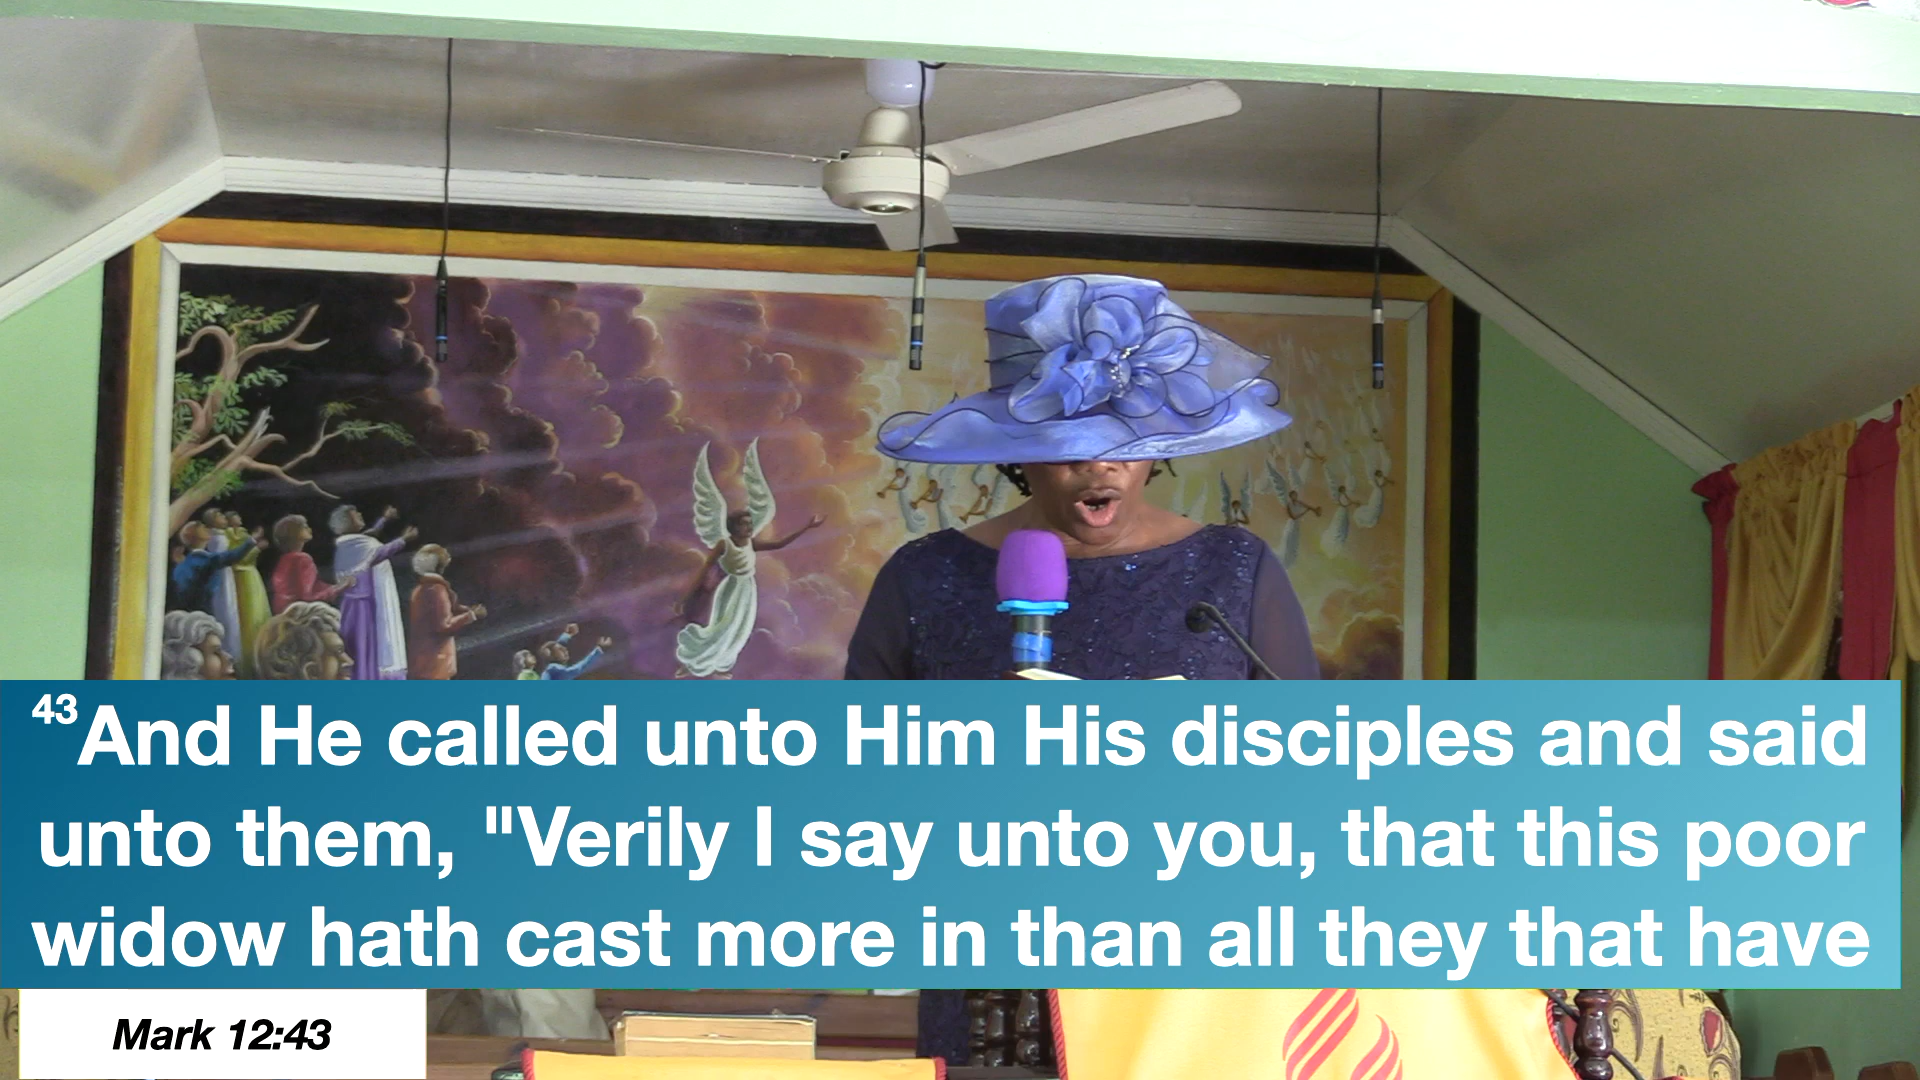 43And He called unto Him His disciples and said
unto them, "Verily I say unto you, that this poor
widow hath cast more in than all they that have
Mark 12:43